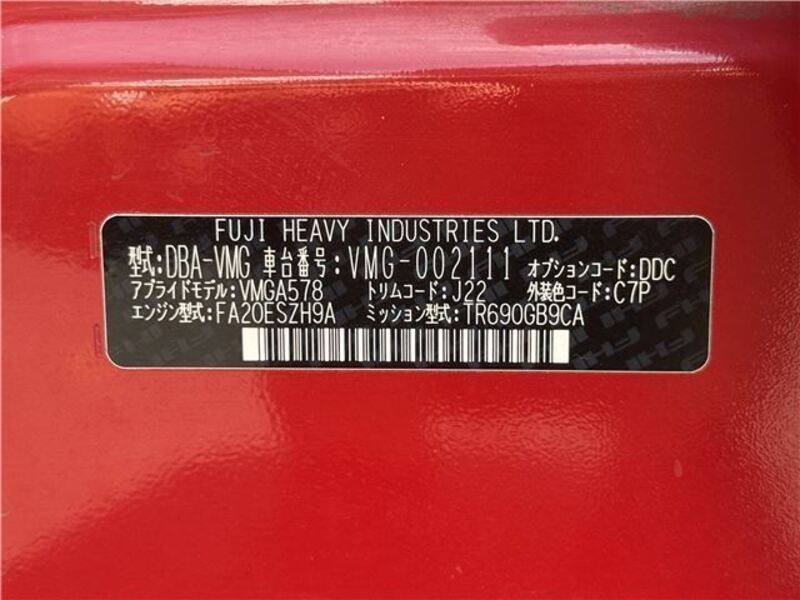 FUJI HEAVY INDUSTRIES LTD.
型式:DBA-VMG 車台番号:VMG-002111 オプションコード:DDC
アプライドモデル:VMGA578 トリムコード:J22 外装色コード:C7P
エンジン型式:FA20ESZH9A ミッション型式:TR690GB9CA